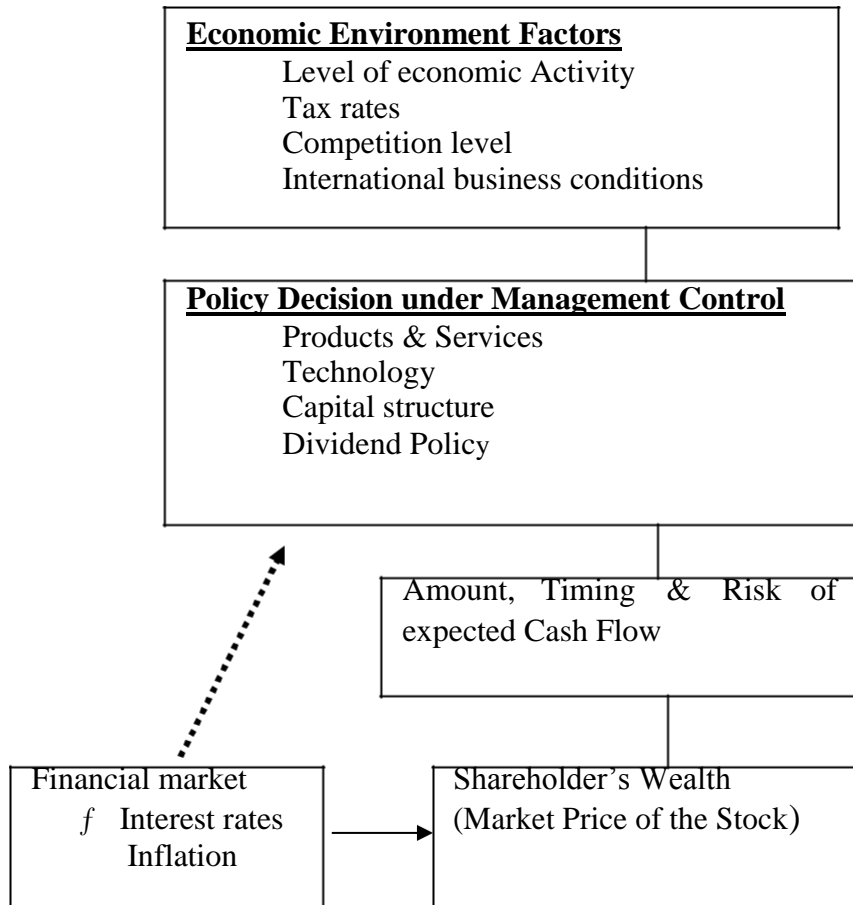 Economic Environment Factors
Level of economic Activity
Tax rates
Competition level
International business conditions
Policy Decision under Management Control
Products & Services
Technology
Capital structure
Dividend Policy
Amount, Timing & Risk of
expected Cash Flow
Financial market
ƒ Interest rates
Inflation
Shareholder’s Wealth
(Market Price of the Stock)